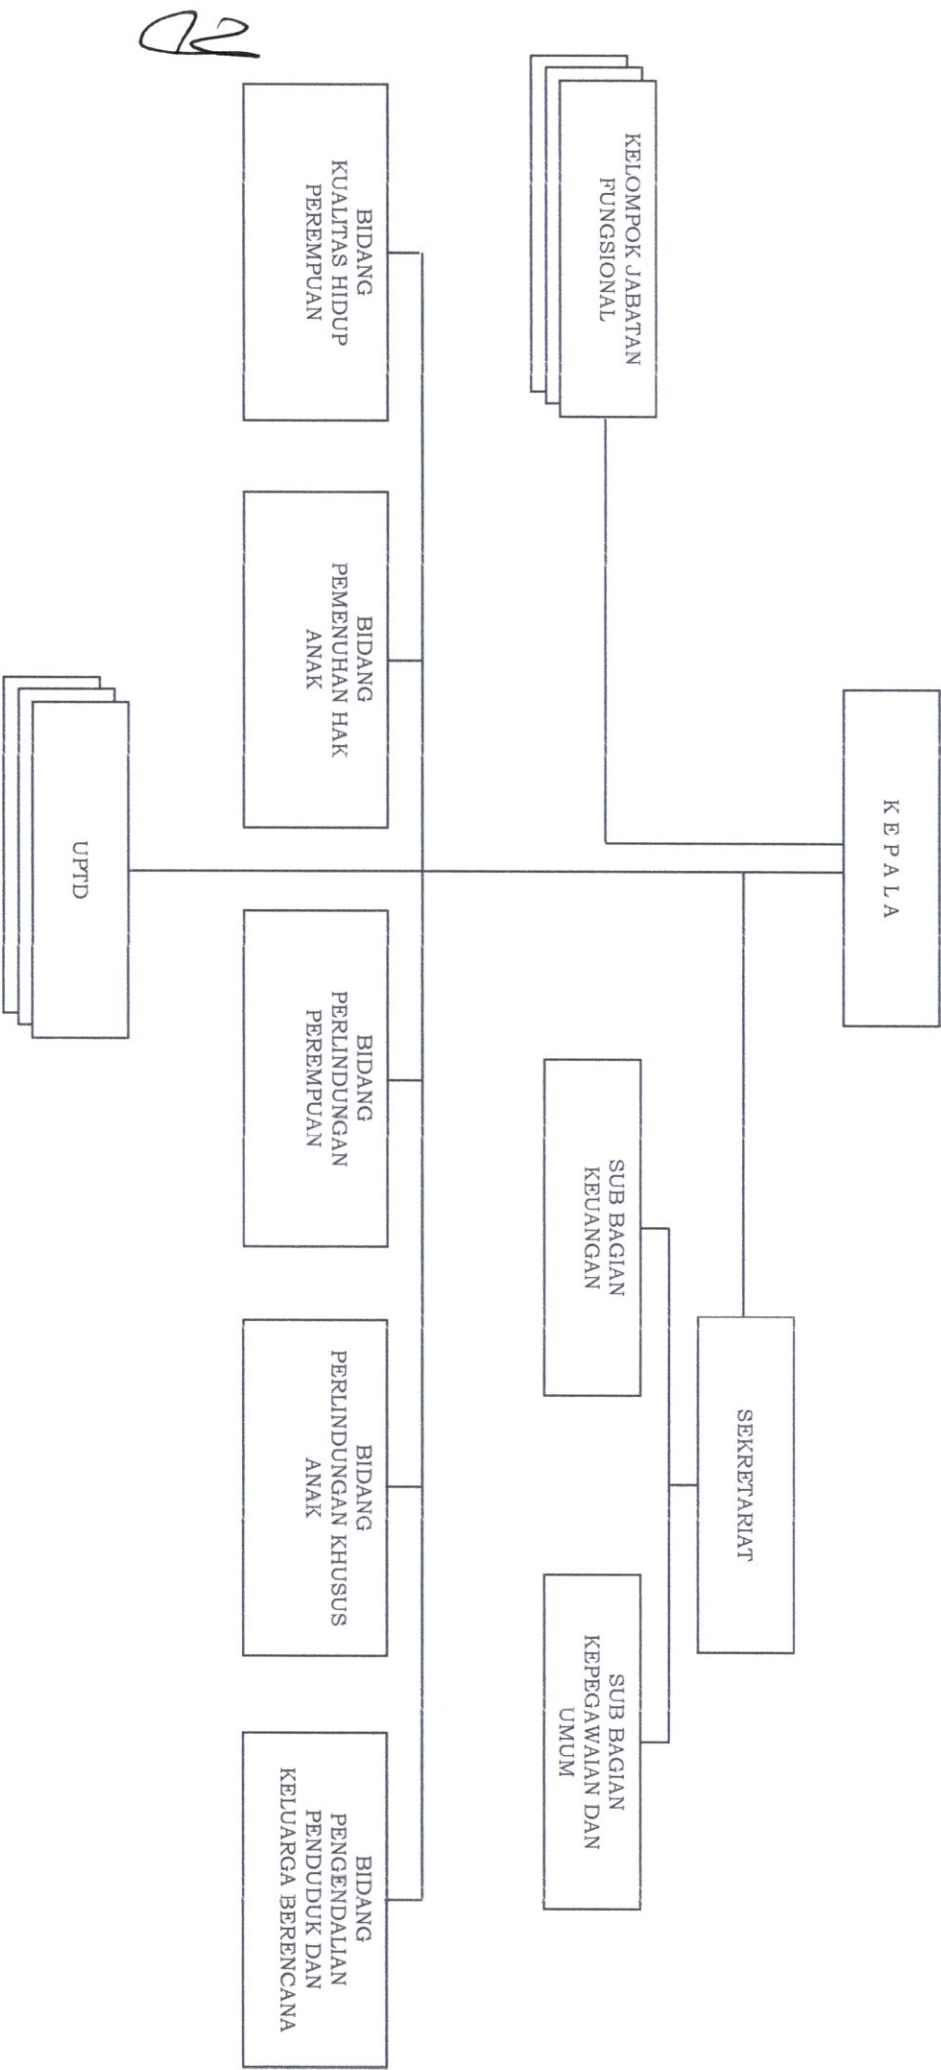 K E P A L A
KELOMPOK JABATAN
FUNGSIONAL
SEKRETARIAT
SUB BAGIAN
KEUANGAN
SUB BAGIAN
KEPEGAWAIAN DAN
UMUM
BIDANG
KUALITAS HIDUP
PEREMPUAN
BIDANG
PEMENUHAN HAK
ANAK
BIDANG
PERLINDUNGAN
PEREMPUAN
BIDANG
PERLINDUNGAN KHUSUS
ANAK
BIDANG
PENGENDALIAN
PENDUDUK DAN
KELUARGA BERENCANA
UPTD